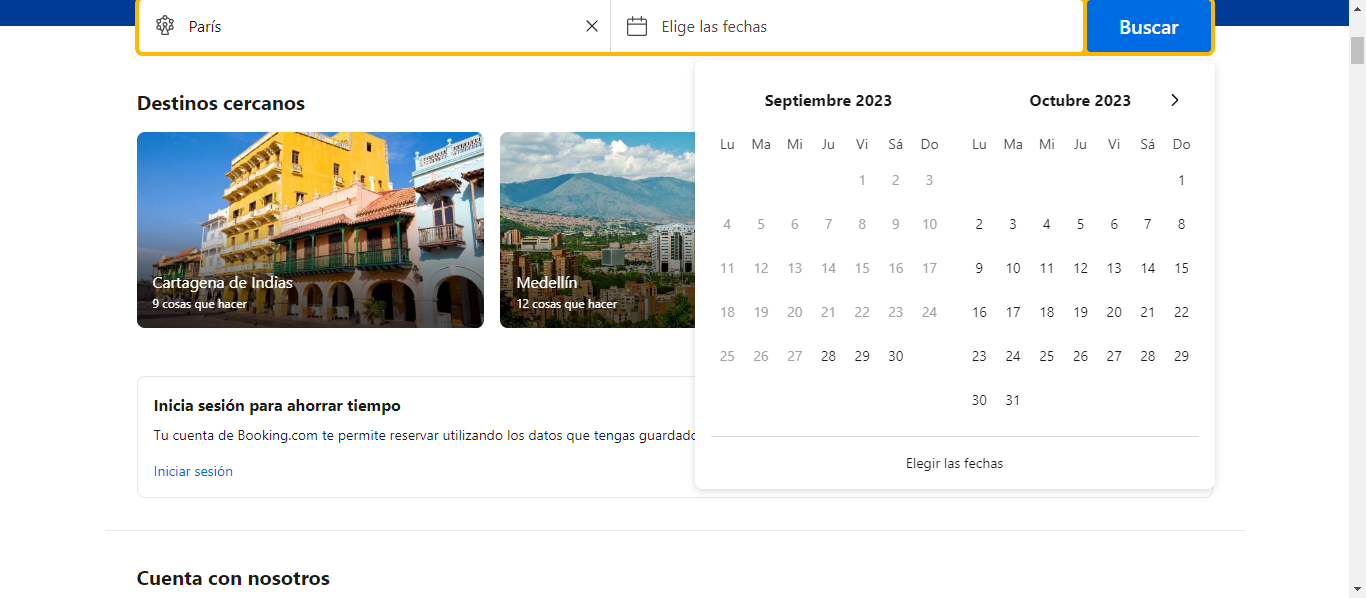 París
Elige las fechas
Buscar
Destinos cercanos
Cartagena de Indias
9 cosas que hacer
Medellín
12 cosas que hacer
Septiembre 2023
Lu Ma Mi Ju Vi Sá Do
1 2 3
4 5 6 7 8 9 10
11 12 13 14 15 16 17
18 19 20 21 22 23 24
25 26 27 28 29 30
Octubre 2023
Lu Ma Mi Ju Vi Sá Do
1
2 3 4 5 6 7 8
9 10 11 12 13 14 15
16 17 18 19 20 21 22
23 24 25 26 27 28 29
30 31
Elegir las fechas
Inicia sesión para ahorrar tiempo
Tu cuenta de Booking.com te permite reservar utilizando los datos que tengas guardado
Iniciar sesión
Cuenta con nosotros